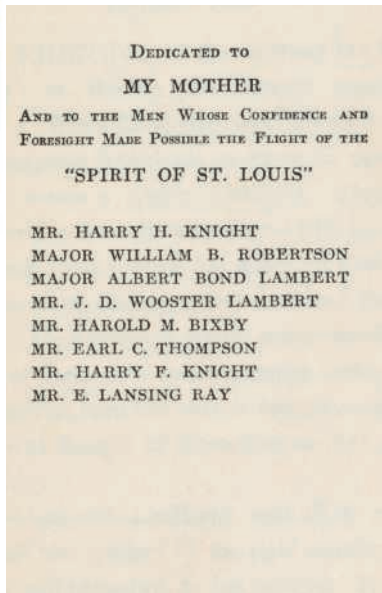 DEDICATED TO
MY MOTHER
AND TO THE MEN WHOSE CONFIDENCE AND
FORESIGHT MADE POSSIBLE THE FLIGHT OF THE
"SPIRIT OF ST. LOUIS"
MR. HARRY H. KNIGHT
MAJOR WILLIAM B. ROBERTSON
MAJOR ALBERT BOND LAMBERT
MR. J. D. WOOSTER LAMBERT
MR. HAROLD M. BIXBY
MR. EARL C. THOMPSON
MR. HARRY F. KNIGHT
MR. E. LANSING RAY